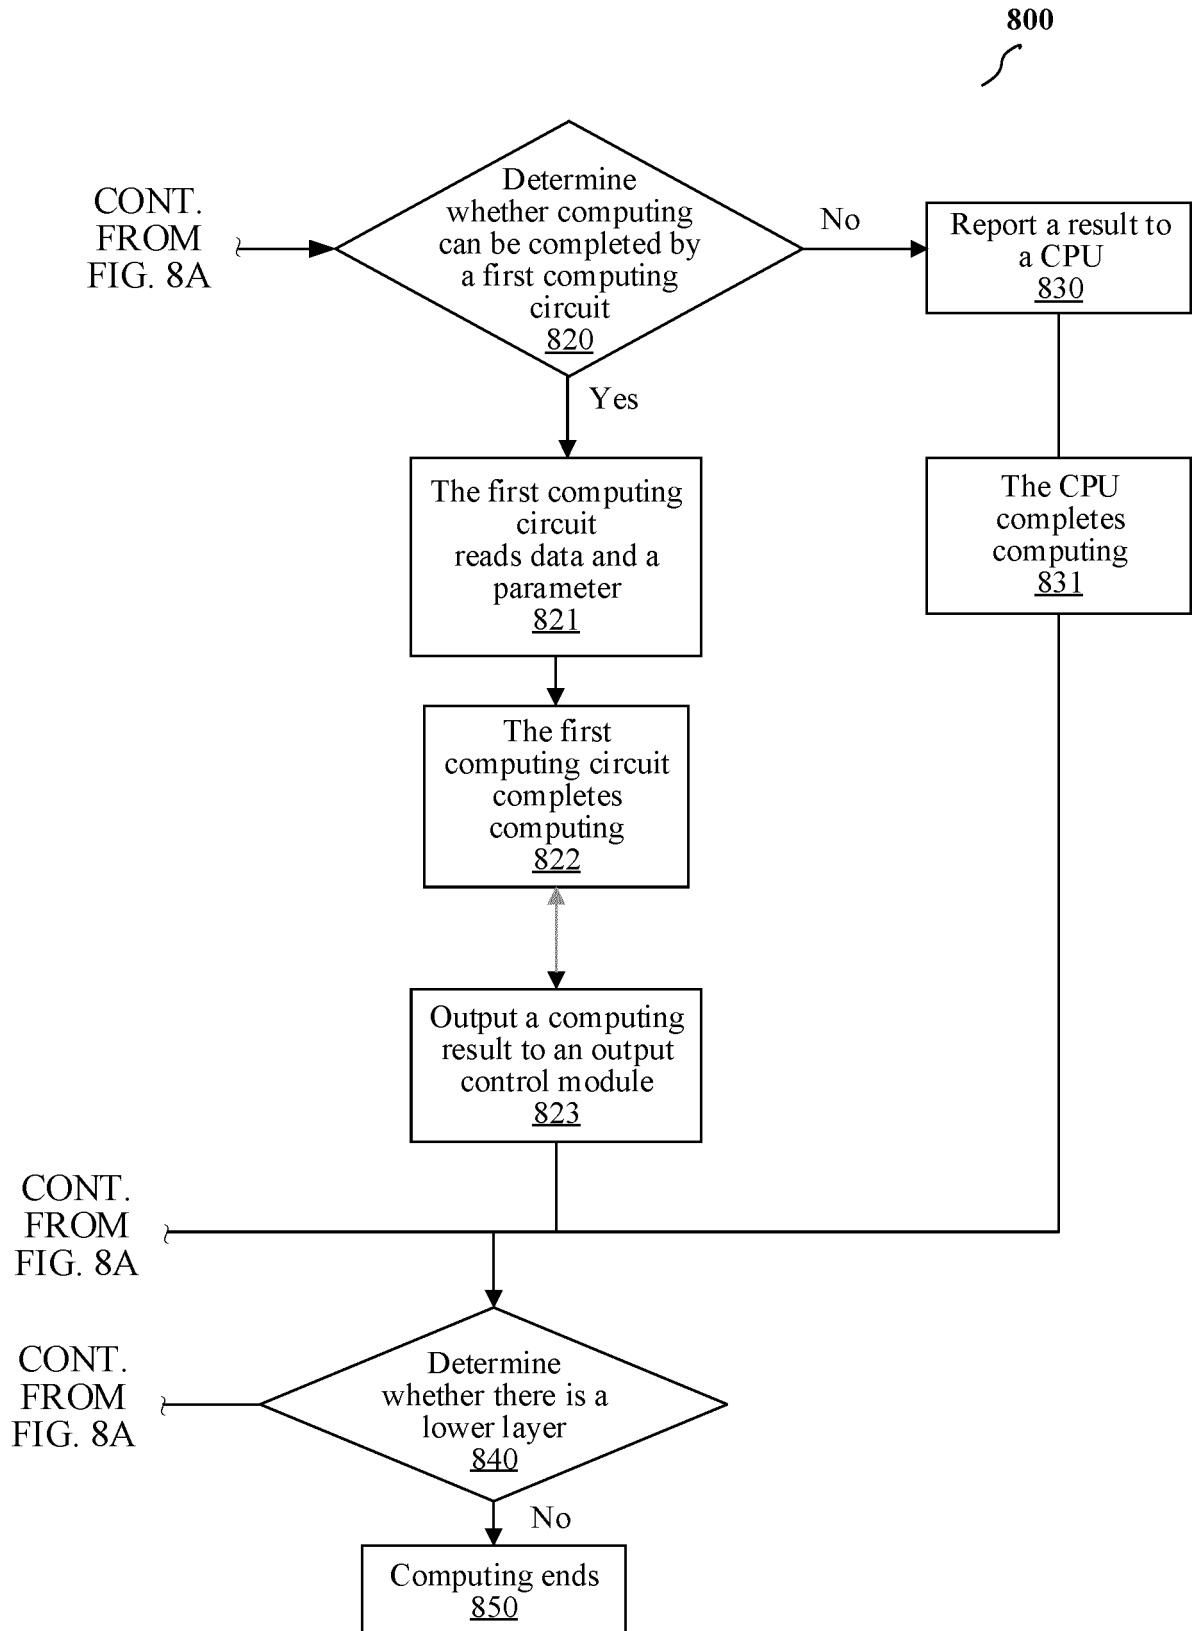 800
CONT.
FROM
FIG. 8A
Determine
whether computing
can be completed by
a first computing
circuit
820
No
Report a result to
a CPU
830
Yes
The first computing
circuit
reads data and a
parameter
821
The CPU
completes
computing
831
The first
computing circuit
completes
computing
822
Output a computing
result to an output
control module
823
CONT.
FROM
FIG. 8A
CONT.
FROM
FIG. 8A
Determine
whether there is a
lower layer
840
No
Computing ends
850